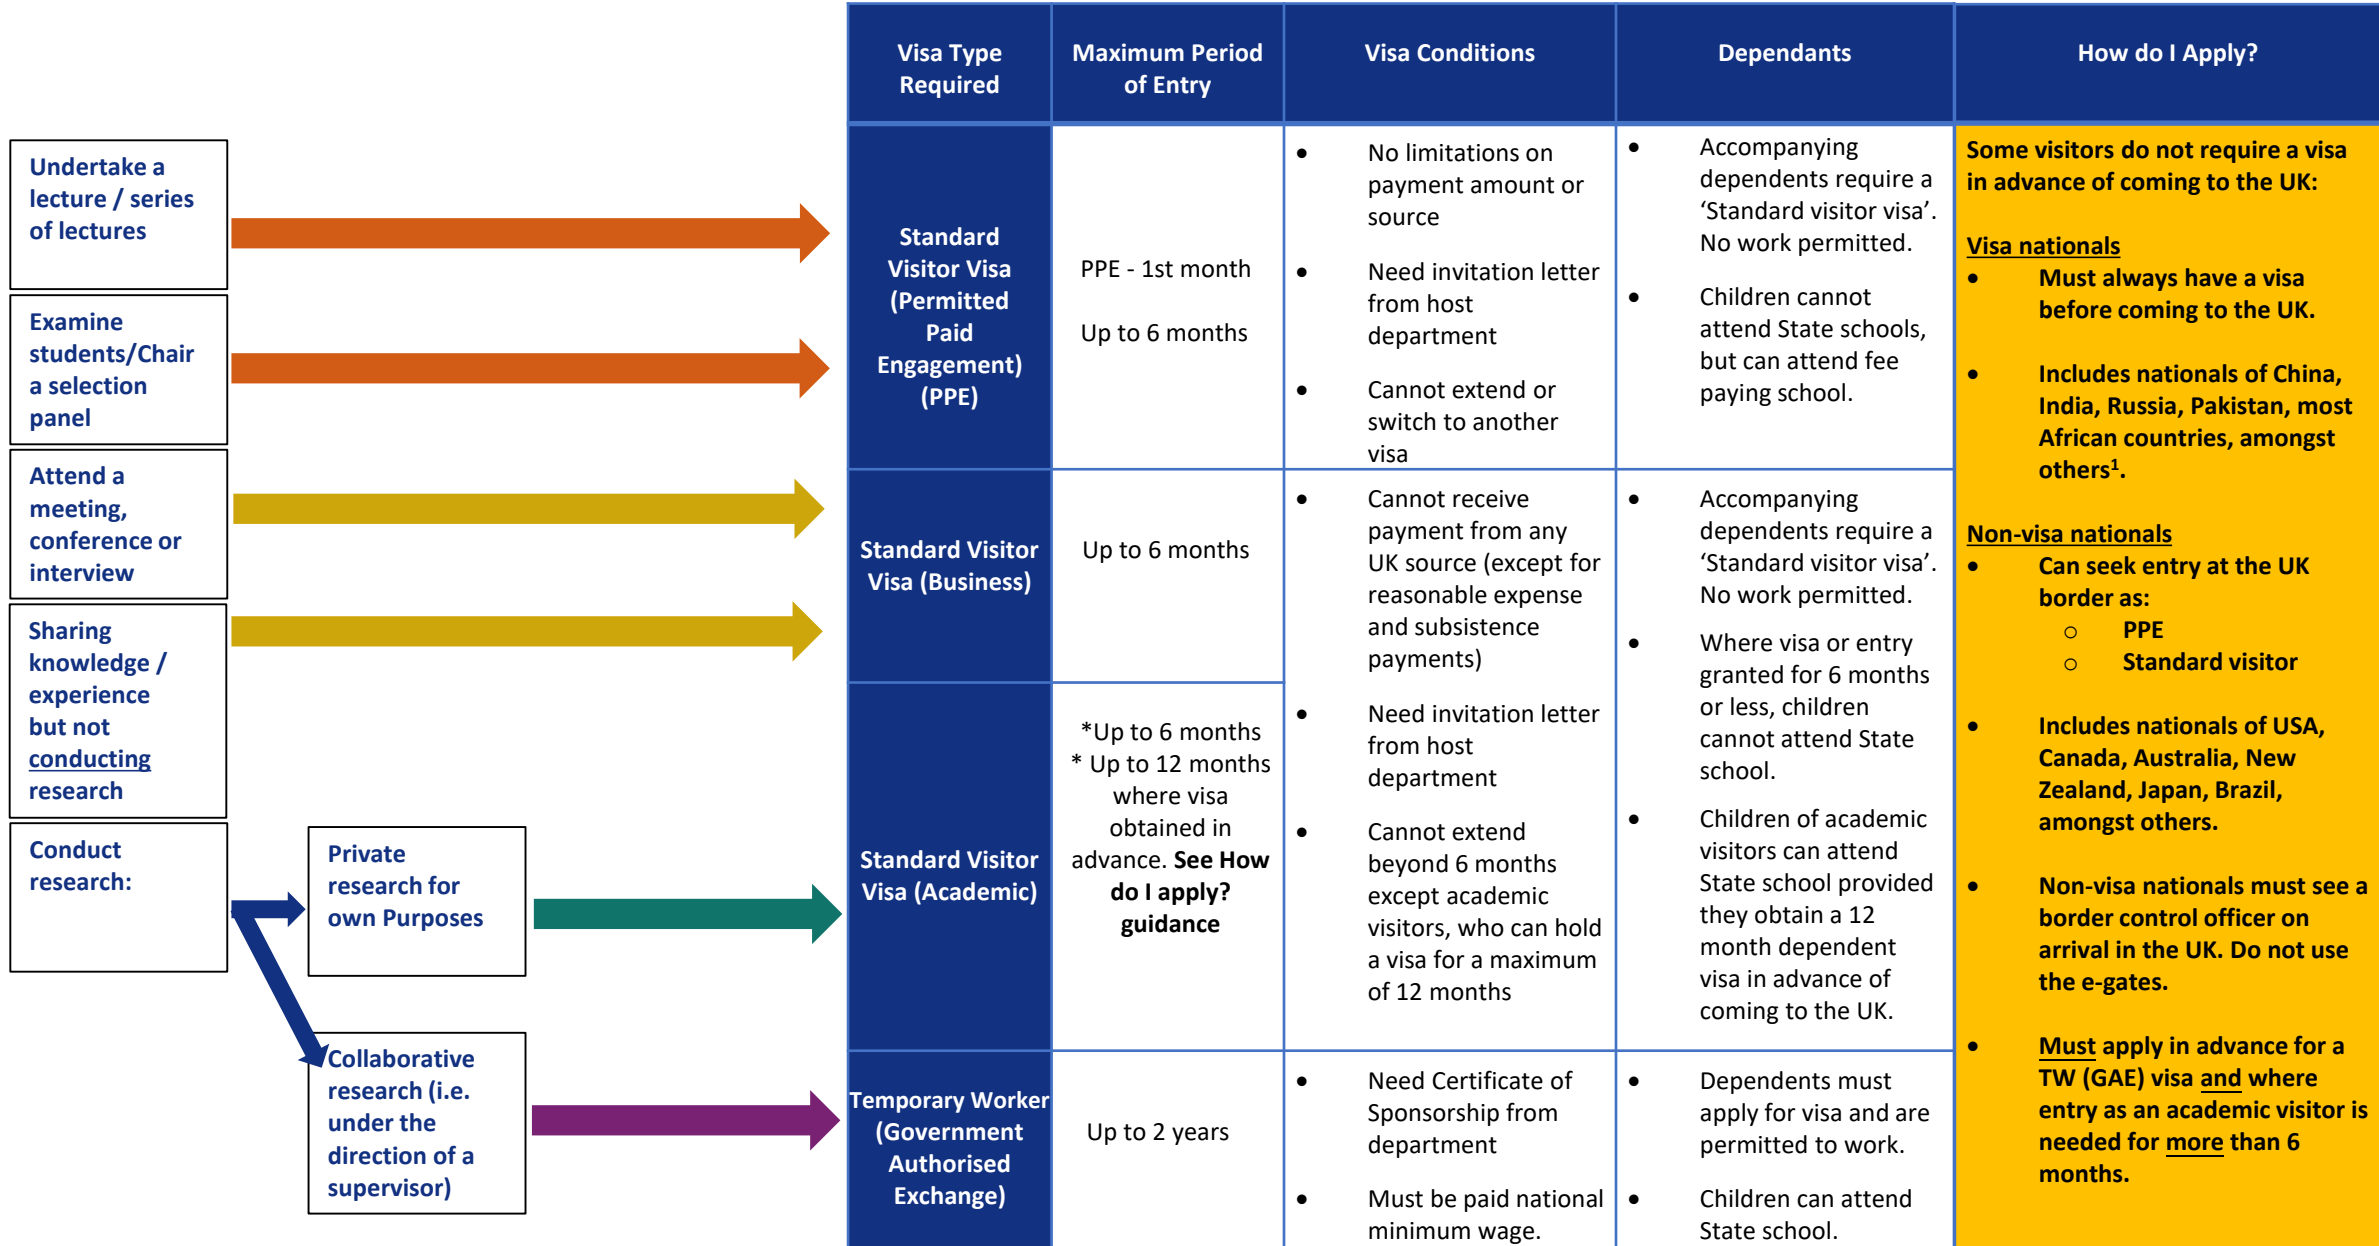 Visa Type
Required
Maximum Period
of Entry
Visa Conditions
Dependants
How do I Apply?
Undertake a
lecture / series
of lectures
Examine
students/Chair
a selection
panel
Attend a
meeting,
conference or
interview
Sharing
knowledge /
experience
but not
conducting
research
Conduct
research:
Private
research for
own Purposes
Collaborative
research (i.e.
under the
direction of a
supervisor)
Standard
Visitor Visa
(Permitted
Paid
Engagement)
(PPE)
PPE - 1st month
Up to 6 months
• No limitations on
payment amount or
source
• Need invitation letter
from host
department
• Cannot extend or
switch to another
visa
• Accompanying
dependents require a
‘Standard visitor visa’.
No work permitted.
• Children cannot
attend State schools,
but can attend fee
paying school.
Standard Visitor
Visa (Business)
Up to 6 months
• Cannot receive
payment from any
UK source (except for
reasonable expense
and subsistence
payments)
• Need invitation letter
from host
department
• Cannot extend
beyond 6 months
except academic
visitors, who can hold
a visa for a maximum
of 12 months
• Accompanying
dependents require a
‘Standard visitor visa’.
No work permitted.
• Where visa or entry
granted for 6 months
or less, children
cannot attend State
school.
• Children of academic
visitors can attend
State school provided
they obtain a 12
month dependent
visa in advance of
coming to the UK.
Standard Visitor
Visa (Academic)
*Up to 6 months
* Up to 12 months
where visa
obtained in
advance. See How
do I apply?
guidance
Temporary Worker
(Government
Authorised
Exchange)
Up to 2 years
• Need Certificate of
Sponsorship from
department
• Must be paid national
minimum wage.
• Dependents must
apply for visa and are
permitted to work.
• Children can attend
State school.
Some visitors do not require a visa
in advance of coming to the UK:
Visa nationals
• Must always have a visa
before coming to the UK.
• Includes nationals of China,
India, Russia, Pakistan, most
African countries, amongst
others¹.
Non-visa nationals
• Can seek entry at the UK
border as:
o PPE
o Standard visitor
• Includes nationals of USA,
Canada, Australia, New
Zealand, Japan, Brazil,
amongst others.
• Non-visa nationals must see a
border control officer on
arrival in the UK. Do not use
the e-gates.
• Must apply in advance for a
TW (GAE) visa and where
entry as an academic visitor is
needed for more than 6
months.